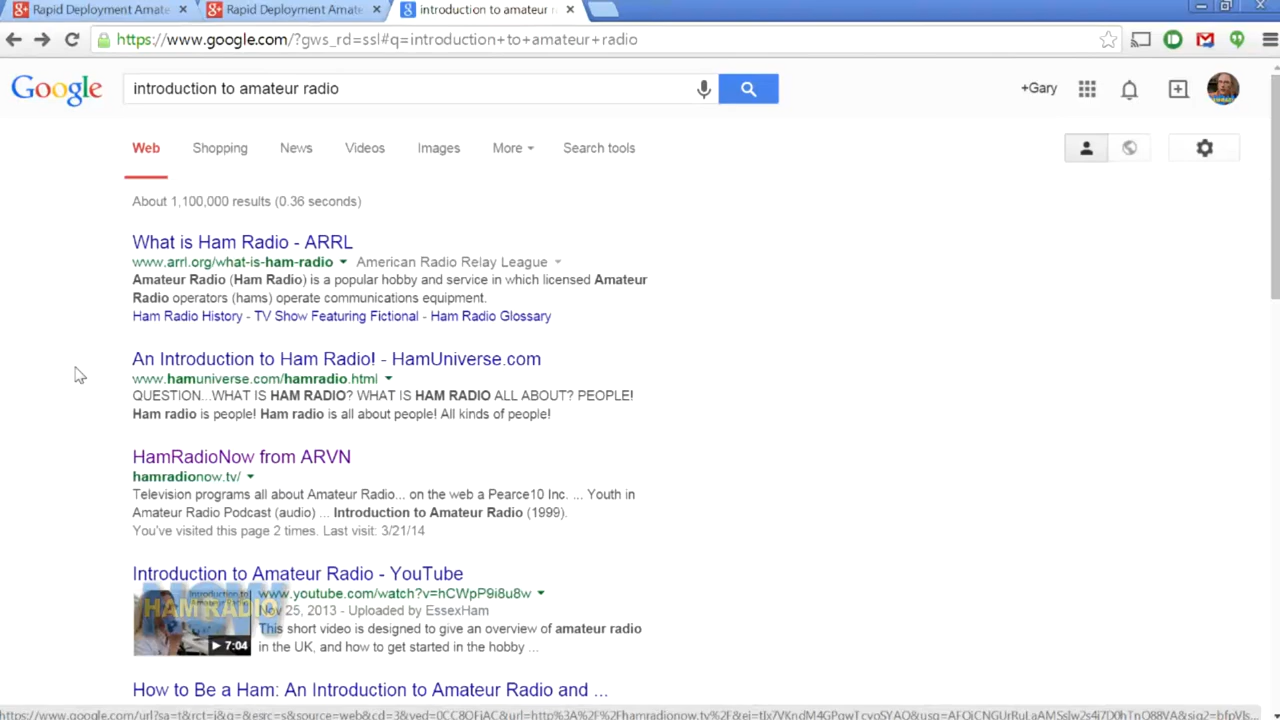 Rapid Deployment Amate
Rapid Deployment Amate
introduction to amateur r
https://www.google.com/?gws_rd=ssl#q=introduction+to+amateur+radio
Google
introduction to amateur radio
+Gary
Web
Shopping
News
Videos
Images
More
Search tools
About 1,100,000 results (0.36 seconds)
What is Ham Radio - ARRL
www.arrl.org/what-is-ham-radio American Radio Relay League
Amateur Radio (Ham Radio) is a popular hobby and service in which licensed Amateur
Radio operators (hams) operate communications equipment.
Ham Radio History - TV Show Featuring Fictional - Ham Radio Glossary
An Introduction to Ham Radio! - HamUniverse.com
www.hamuniverse.com/hamradio.html
QUESTION...WHAT IS HAM RADIO? WHAT IS HAM RADIO ALL ABOUT? PEOPLE!
Ham radio is people! Ham radio is all about people! All kinds of people!
HamRadioNow from ARVN
hamradionow.tv/
Television programs all about Amateur Radio... on the web a Pearce10 Inc. ... Youth in
Amateur Radio Podcast (audio) ... Introduction to Amateur Radio (1999).
You've visited this page 2 times. Last visit: 3/21/14
Introduction to Amateur Radio - YouTube
www.youtube.com/watch?v=hCWpP9i8u8w
Nov 25, 2013 - Uploaded by EssexHam
This short video is designed to give an overview of amateur radio
in the UK, and how to get started in the hobby ...
Introduction to
HAM RADIO
NOW
7:04
How to Be a Ham: An Introduction to Amateur Radio and ...